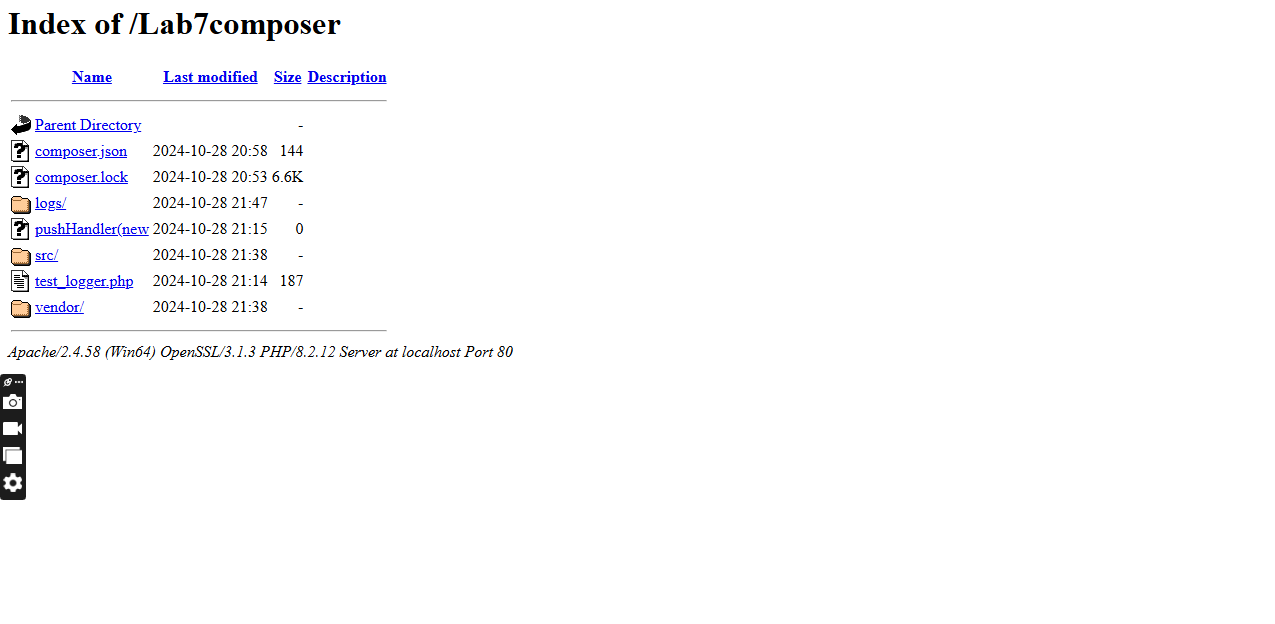 Index of /Lab7composer
Name Last modified Size Description
Parent Directory -
composer.json 2024-10-28 20:58 144
composer.lock 2024-10-28 20:53 6.6K
logs/ 2024-10-28 21:47 -
pushHandler(new 2024-10-28 21:15 0
src/ 2024-10-28 21:38 -
test_logger.php 2024-10-28 21:14 187
vendor/ 2024-10-28 21:38 -
Apache/2.4.58 (Win64) OpenSSL/3.1.3 PHP/8.2.12 Server at localhost Port 80